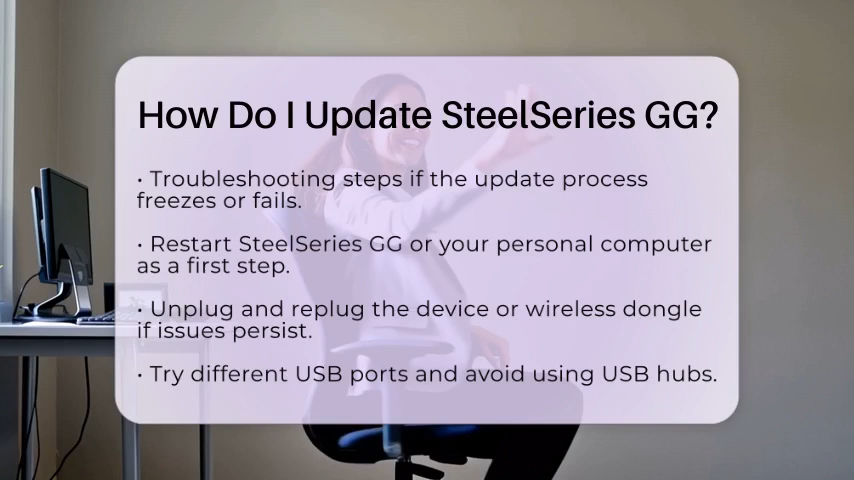 How Do I Update SteelSeries GG?
• Troubleshooting steps if the update process
freezes or fails.
• Restart SteelSeries GG or your personal computer
as a first step.
• Unplug and replug the device or wireless dongle
if issues persist.
• Try different USB ports and avoid using USB hubs.